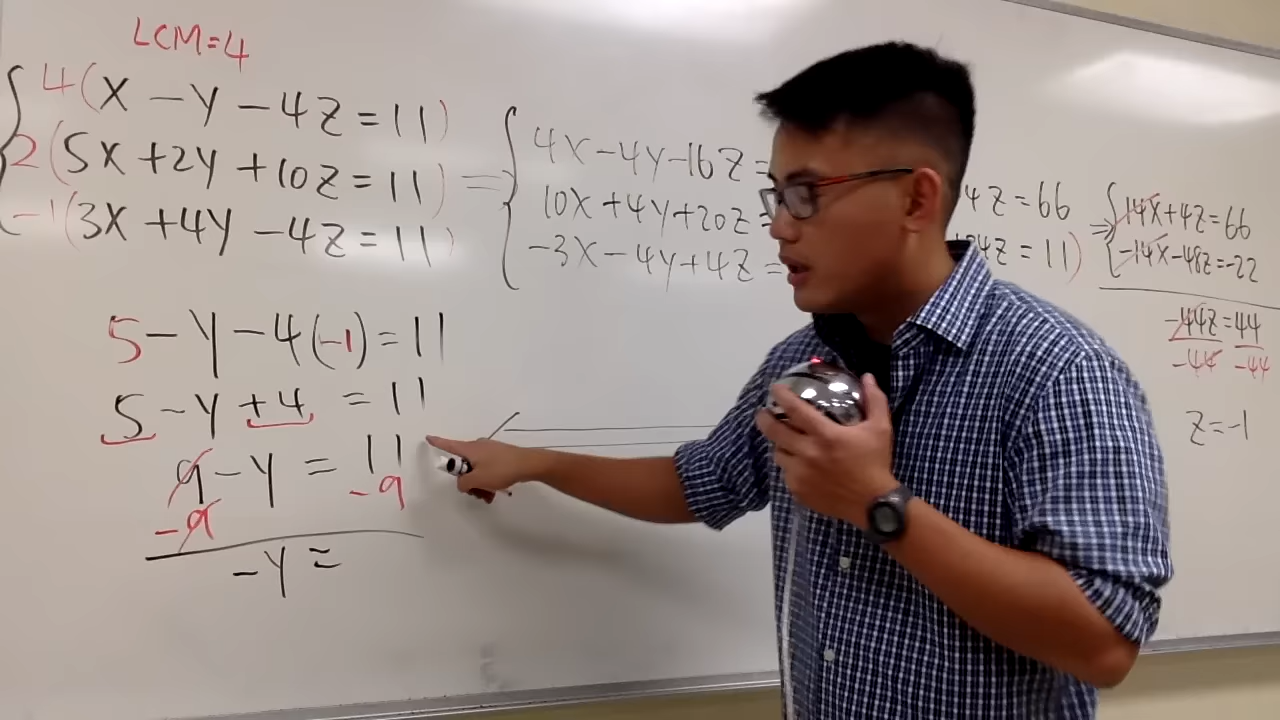 LCM=4
4(x - y - 4z = 11)
2(5x + 2y + 10z = 11)
-1(3x + 4y - 4z = 11)
=>
4x - 4y - 16z =
10x + 4y + 20z =
-3x - 4y + 4z =
4z = 66
24z = 11)
=>
14x + 4z = 66
-14x - 48z = -22
-44z = 44
-44 -44
z = -1
5 - y - 4(-1) = 11
5 - y + 4 = 11
9 - y = 11
-9 -9
-y =